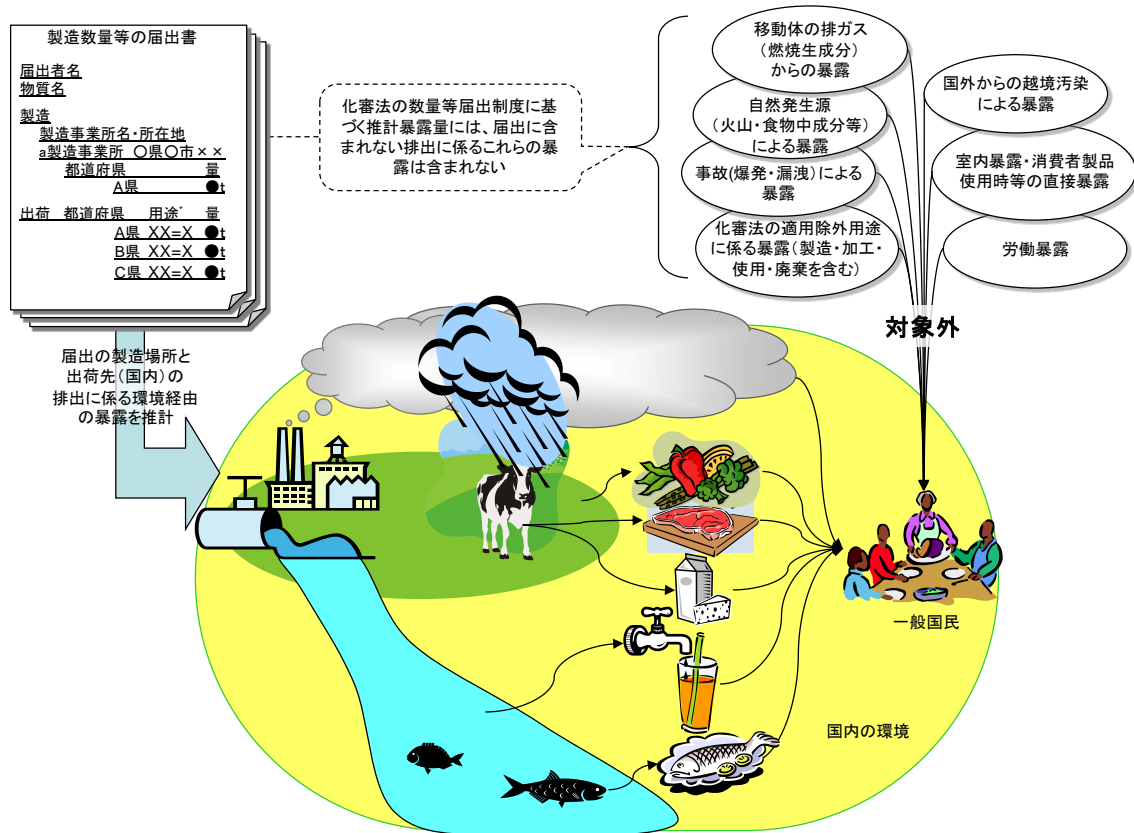 製造数量等の届出書
届出者名
物質名
製造
製造事業所名・所在地
a製造事業所 〇県〇市××
都道府県 量
A県 ●t
出荷 都道府県 用途 量
A県 XX=X ●t
B県 XX=X ●t
C県 XX=X ●t
届出の製造場所と
出荷先(国内)の
排出に係る環境経由
の暴露を推計
化審法の数量等届出制度に基
づく推計暴露量には、届出に含
まれない排出に係るこれらの暴
露は含まれない
移動体の排ガス
(燃焼生成分)
からの暴露
自然発生源
(火山・食物中成分等)
による暴露
事故(爆発・漏洩)による
暴露
化審法の適用除外用途
に係る暴露(製造・加工・
使用・廃棄を含む)
国外からの越境汚染
による暴露
室内暴露・消費者製品
使用時等の直接暴露
労働暴露
対象外
一般国民
国内の環境